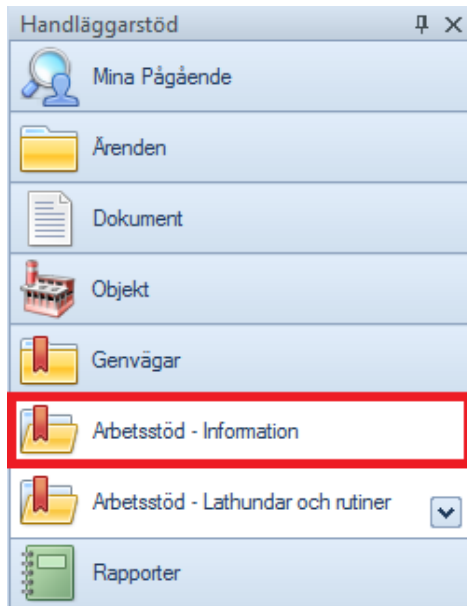 Handläggarstöd
Mina Pågående
Ärenden
Dokument
Objekt
Genvägar
Arbetsstöd - Information
Arbetsstöd - Lathundar och rutiner
Rapporter